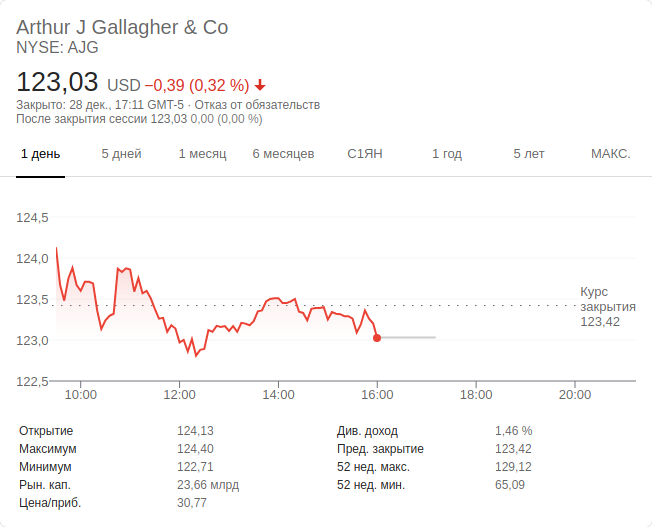 Arthur J Gallagher & Co
NYSE: AJG
123,03 USD −0,39 (0,32 %)
Закрыто: 28 дек., 17:11 GMT-5 · Отказ от обязательств
После закрытия сессии 123,03 0,00 (0,00 %)
1 день 5 дней 1 месяц 6 месяцев С1ЯН 1 год 5 лет МАКС.
124,5
124,0
123,5
123,0
122,5
Курс
закрытия
123,42
10:00 12:00 14:00 16:00 18:00 20:00
Открытие 124,13 Див. доход 1,46 %
Максимум 124,40 Пред. закрытие 123,42
Минимум 122,71 52 нед. макс. 129,12
Рын. кап. 23,66 млрд 52 нед. мин. 65,09
Цена/приб. 30,77